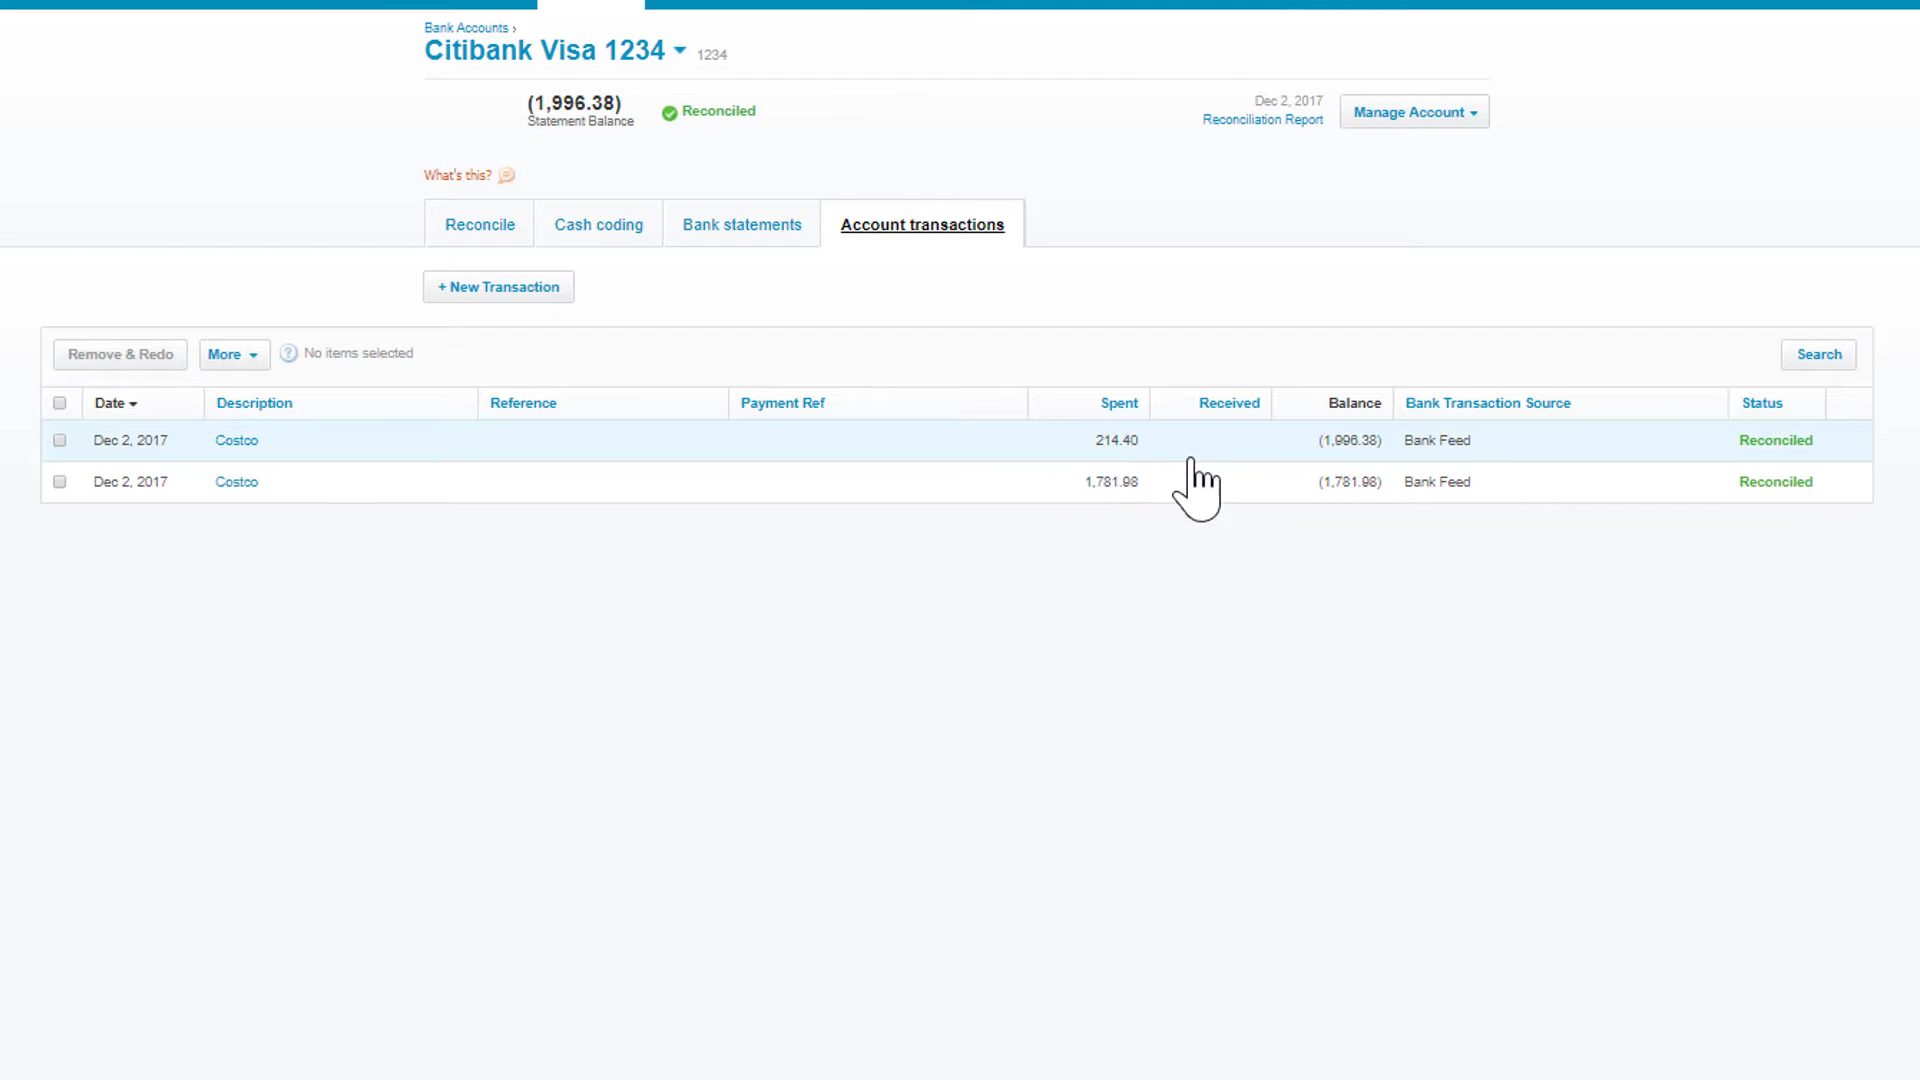 Bank Accounts ›
Citibank Visa 1234 1234
(1,996.38)
Statement Balance
Reconciled
Dec 2, 2017
Reconciliation Report
Manage Account
What's this?
Reconcile Cash coding Bank statements Account transactions
+ New Transaction
Remove & Redo More ? No items selected Search
Date Description Reference Payment Ref Spent Received Balance Bank Transaction Source Status
Dec 2, 2017 Costco 214.40 (1,996.38) Bank Feed Reconciled
Dec 2, 2017 Costco 1,781.98 (1,781.98) Bank Feed Reconciled